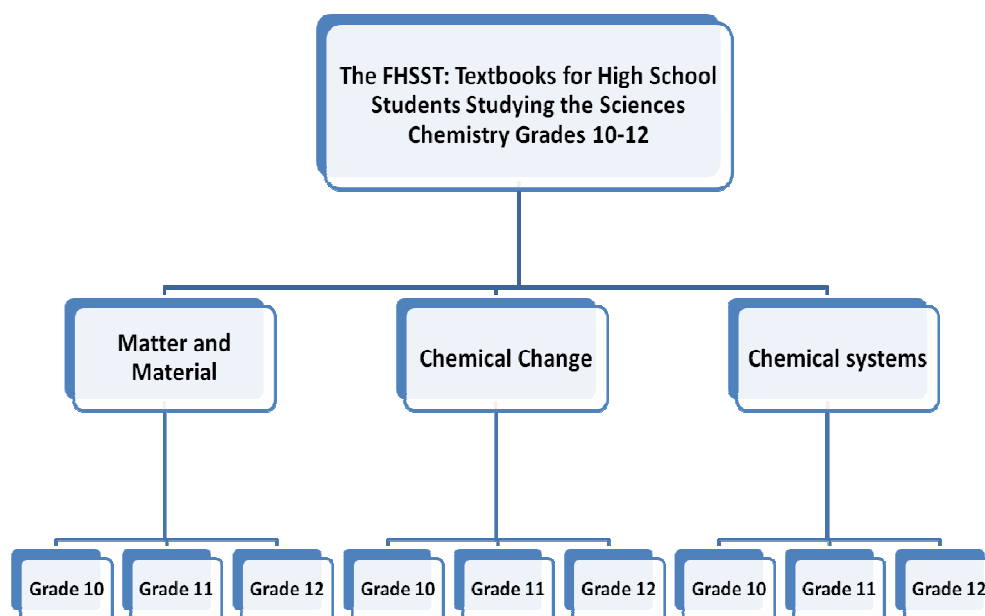 The FHSST: Textbooks for High School
Students Studying the Sciences
Chemistry Grades 10-12
Matter and
Material
Chemical Change
Chemical systems
Grade 10
Grade 11
Grade 12
Grade 10
Grade 11
Grade 12
Grade 10
Grade 11
Grade 12